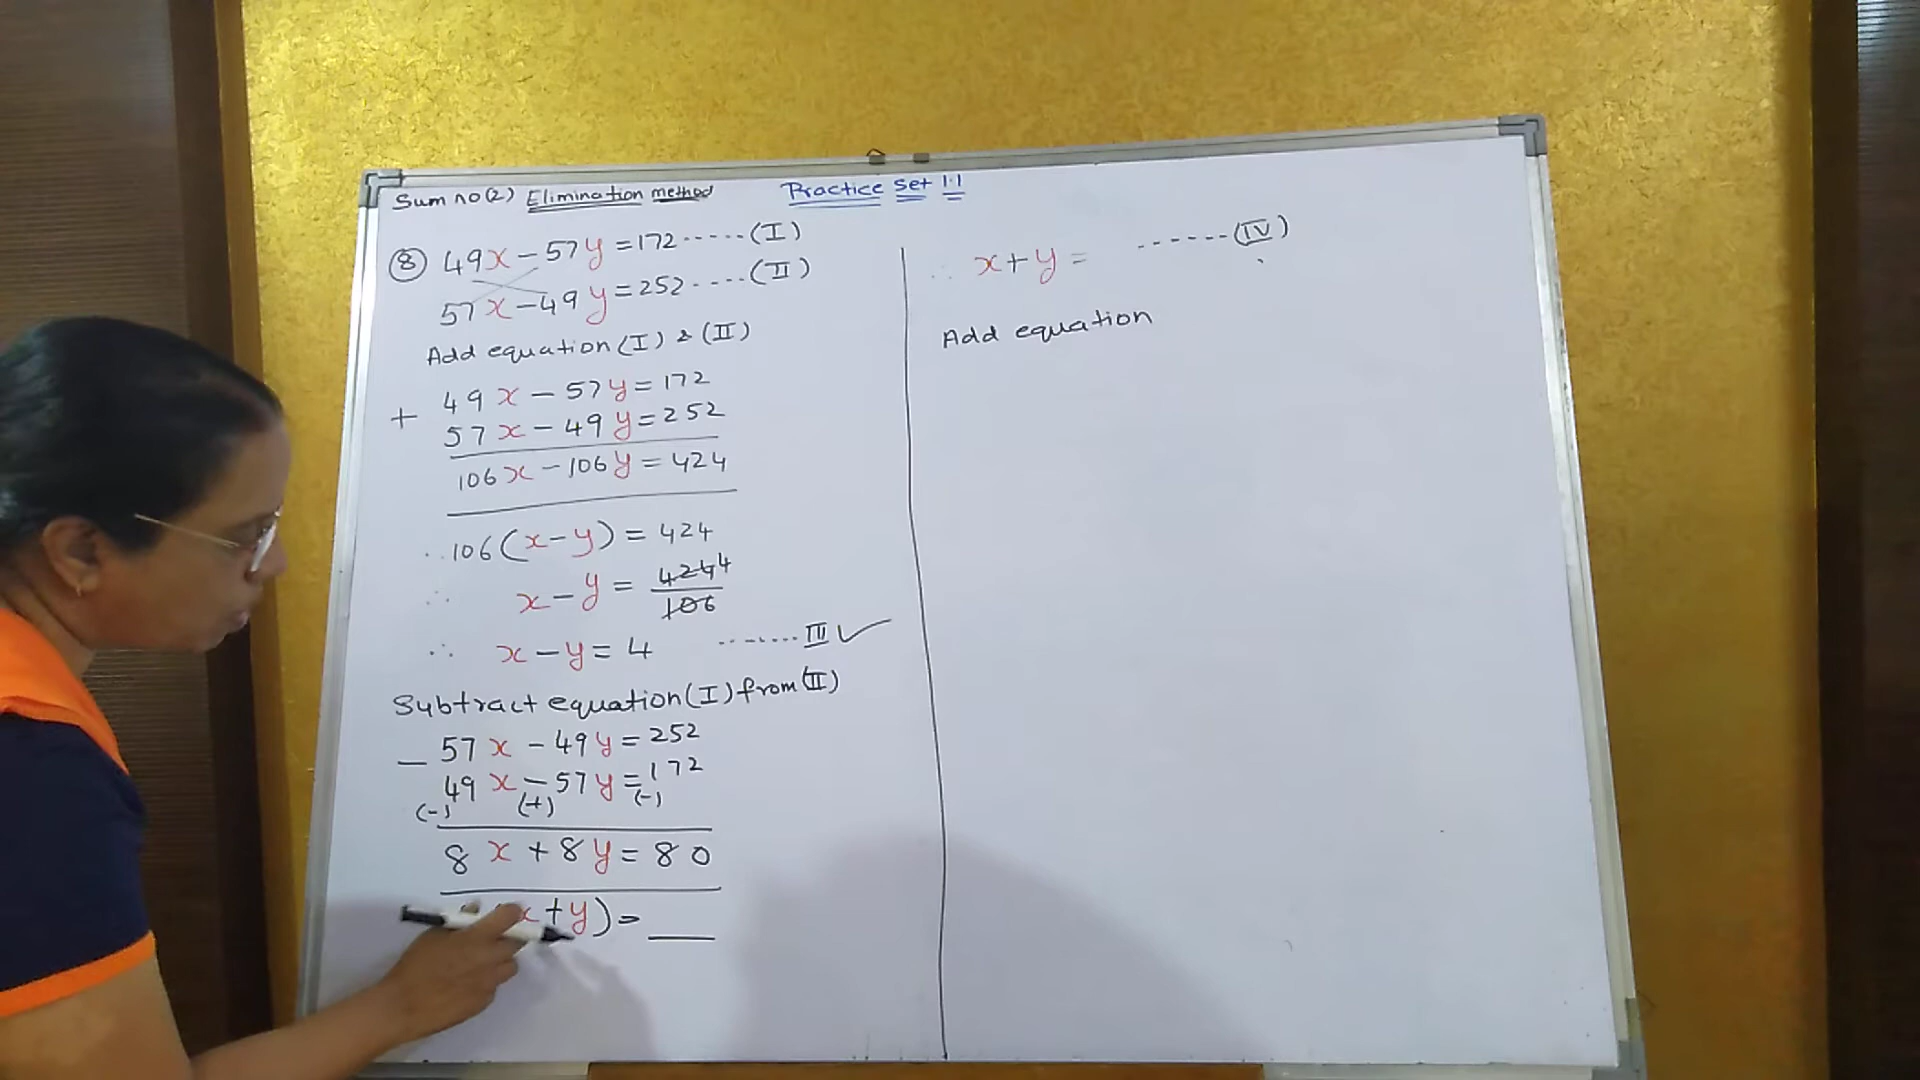 Sum no(2) Elimination method Practice Set 1.1
8 49x - 57y = 172 ...... (I)
57x - 49y = 252 .... (II)
Add equation (I) & (II)
49x - 57y = 172
+ 57x - 49y = 252
106x - 106y = 424
∴ 106(x - y) = 424
∴ x - y = 424 4 / 106
∴ x - y = 4 ........ III ✓
Subtract equation (I) from (II)
57x - 49y = 252
- 49x - 57y = 172
(-) (+) (-)
8x + 8y = 80
x + y) = __
∴ x + y = ....... (IV)
Add equation